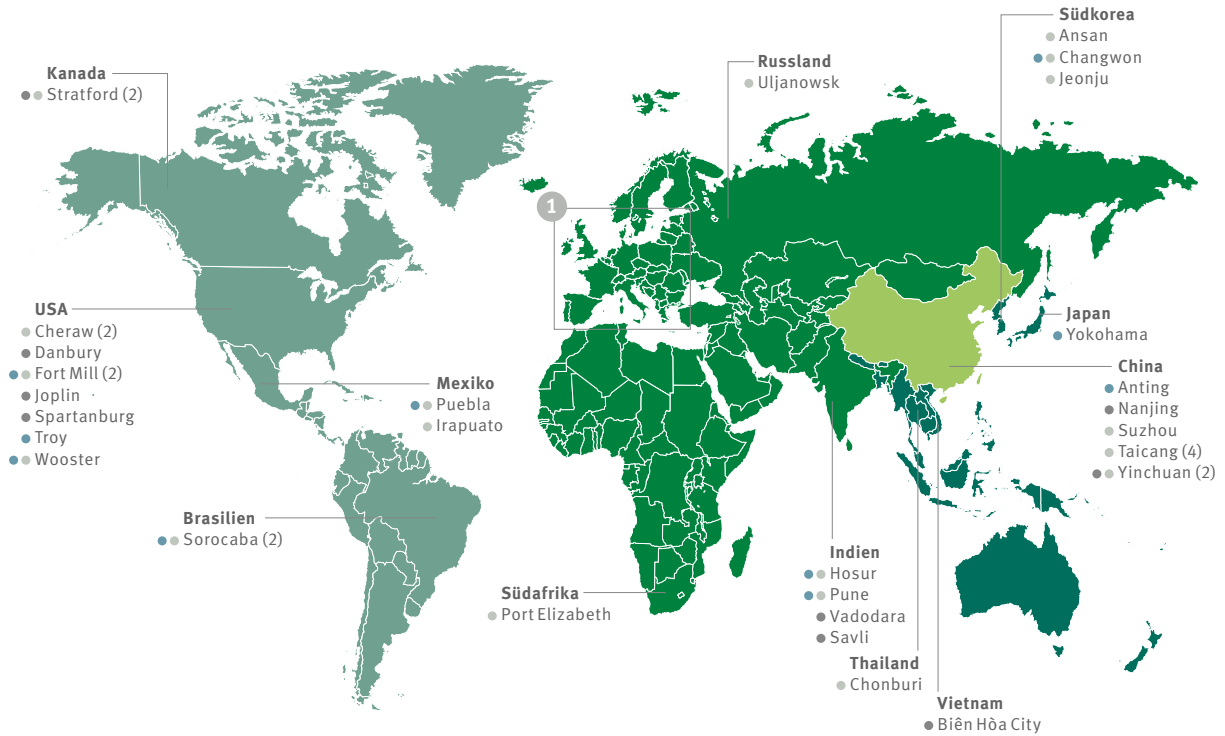 Kanada
Stratford (2)
USA
Cheraw (2)
Danbury
Fort Mill (2)
Joplin
Spartanburg
Troy
Wooster
Mexiko
Puebla
Irapuato
Brasilien
Sorocaba (2)
1
Russland
Uljanowsk
Südkorea
Ansan
Changwon
Jeonju
Japan
Yokohama
China
Anting
Nanjing
Suzhou
Taicang (4)
Yinchuan (2)
Südafrika
Port Elizabeth
Indien
Hosur
Pune
Vadodara
Savli
Thailand
Chonburi
Vietnam
Biên Hòa City